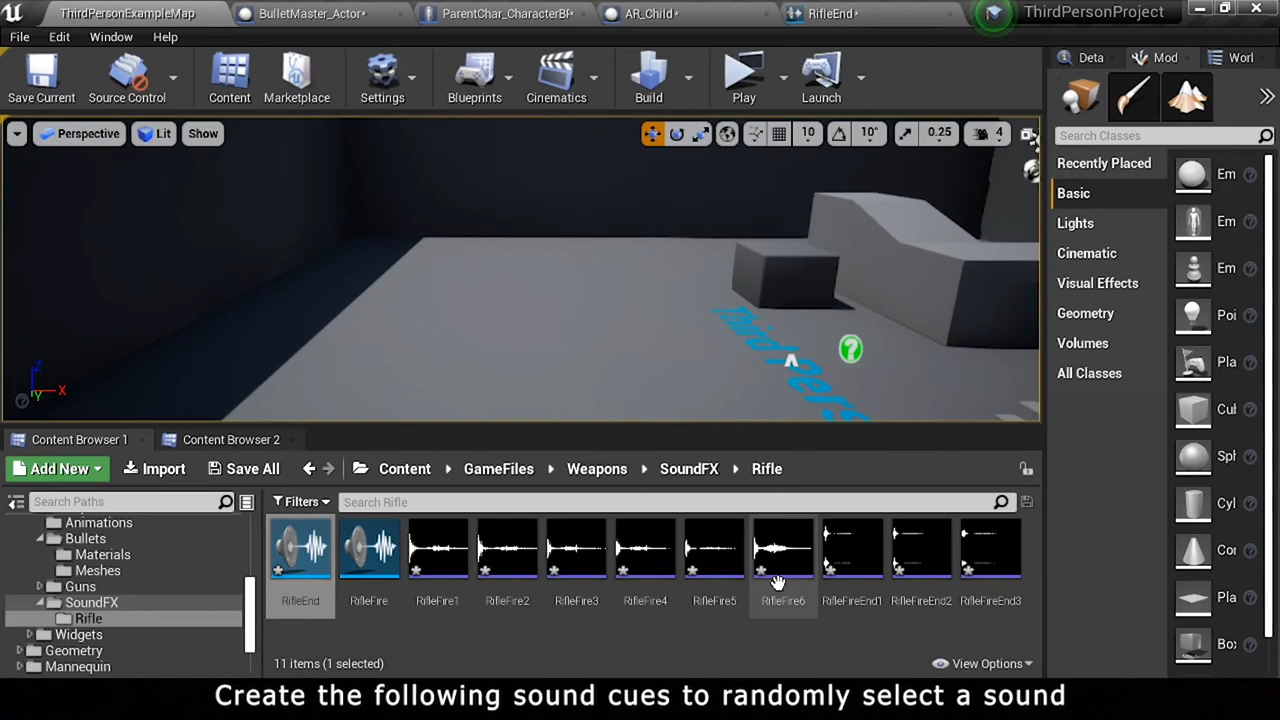 ThirdPersonExampleMap
BulletMaster_Actor*
ParentChar_CharacterBP*
AR_Child*
RifleEnd*
ThirdPersonProject
File Edit Window Help
Save Current
Source Control
Content
Marketplace
Settings
Blueprints
Cinematics
Build
Play
Launch
Deta
Mod
Worl
Perspective
Lit
Show
10
10°
0.25
4
Search Classes
Recently Placed
Basic
Lights
Cinematic
Visual Effects
Geometry
Volumes
All Classes
Em
Em
Em
Poi
Pla
Cul
Sph
Cyl
Cor
Pla
Bo
Third Pers
Z
X
Y
Content Browser 1
Content Browser 2
Add New
Import
Save All
Content
GameFiles
Weapons
SoundFX
Rifle
Search Paths
Filters
Search Rifle
Animations
Bullets
Materials
Meshes
Guns
SoundFX
Rifle
Widgets
Geometry
Mannequin
RifleEnd
RifleFire
RifleFire1
RifleFire2
RifleFire3
RifleFire4
RifleFire5
RifleFire6
RifleFireEnd1
RifleFireEnd2
RifleFireEnd3
11 items (1 selected)
View Options
Create the following sound cues to randomly select a sound